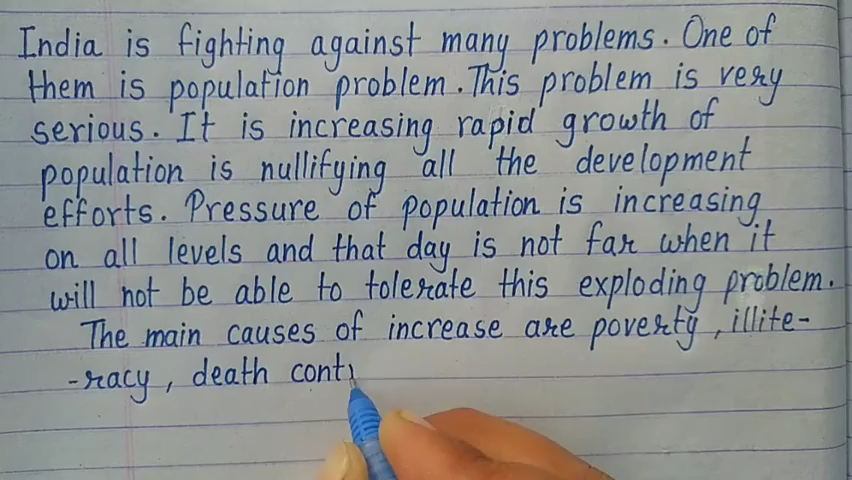 India is fighting against many problems. One of
them is population problem. This problem is very
serious. It is increasing rapid growth of
population is nullifying all the development
efforts. Pressure of population is increasing
on all levels and that day is not far when it
will not be able to tolerate this exploding problem.
The main causes of increase are poverty, illite-
-racy, death cont